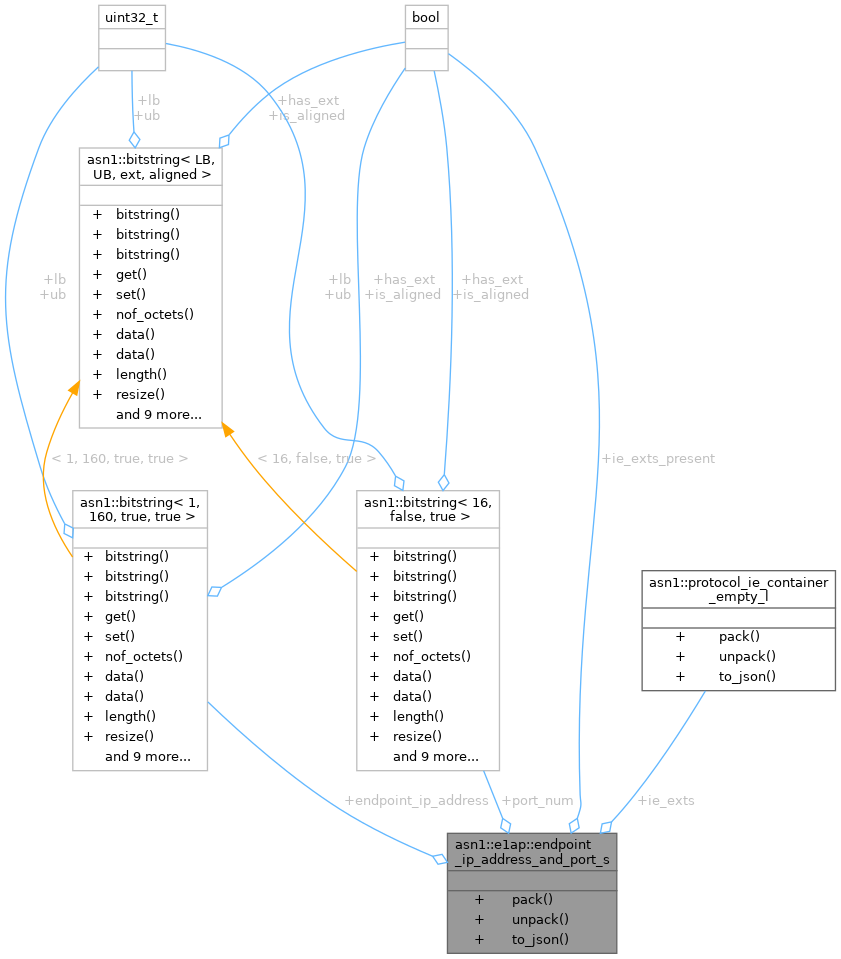 uint32_t
bool
+lb
+ub
+has_ext
+is_aligned
asn1::bitstring< LB,
UB, ext, aligned >
+ bitstring()
+ bitstring()
+ bitstring()
+ get()
+ set()
+ nof_octets()
+ data()
+ data()
+ length()
+ resize()
and 9 more...
+lb
+ub
+lb
+ub
+has_ext
+is_aligned
+has_ext
+is_aligned
< 1, 160, true, true >
< 16, false, true >
+ie_exts_present
asn1::bitstring< 1,
160, true, true >
+ bitstring()
+ bitstring()
+ bitstring()
+ get()
+ set()
+ nof_octets()
+ data()
+ data()
+ length()
+ resize()
and 9 more...
asn1::bitstring< 16,
false, true >
+ bitstring()
+ bitstring()
+ bitstring()
+ get()
+ set()
+ nof_octets()
+ data()
+ data()
+ length()
+ resize()
and 9 more...
asn1::protocol_ie_container
_empty_l
+ pack()
+ unpack()
+ to_json()
+endpoint_ip_address
+port_num
+ie_exts
asn1::e1ap::endpoint
_ip_address_and_port_s
+ pack()
+ unpack()
+ to_json()